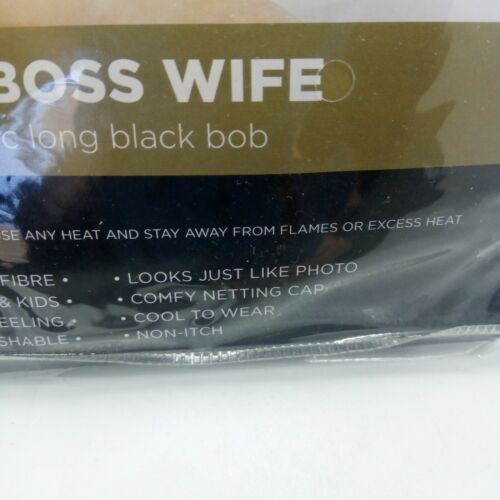 BOSS WIFE
c long black bob
SE ANY HEAT AND STAY AWAY FROM FLAMES OR EXCESS HEAT.
FIBRE • • LOOKS JUST LIKE PHOTO
& KIDS • • COMFY NETTING CAP
EELING • • COOL TO WEAR
SHABLE • • NON-ITCH